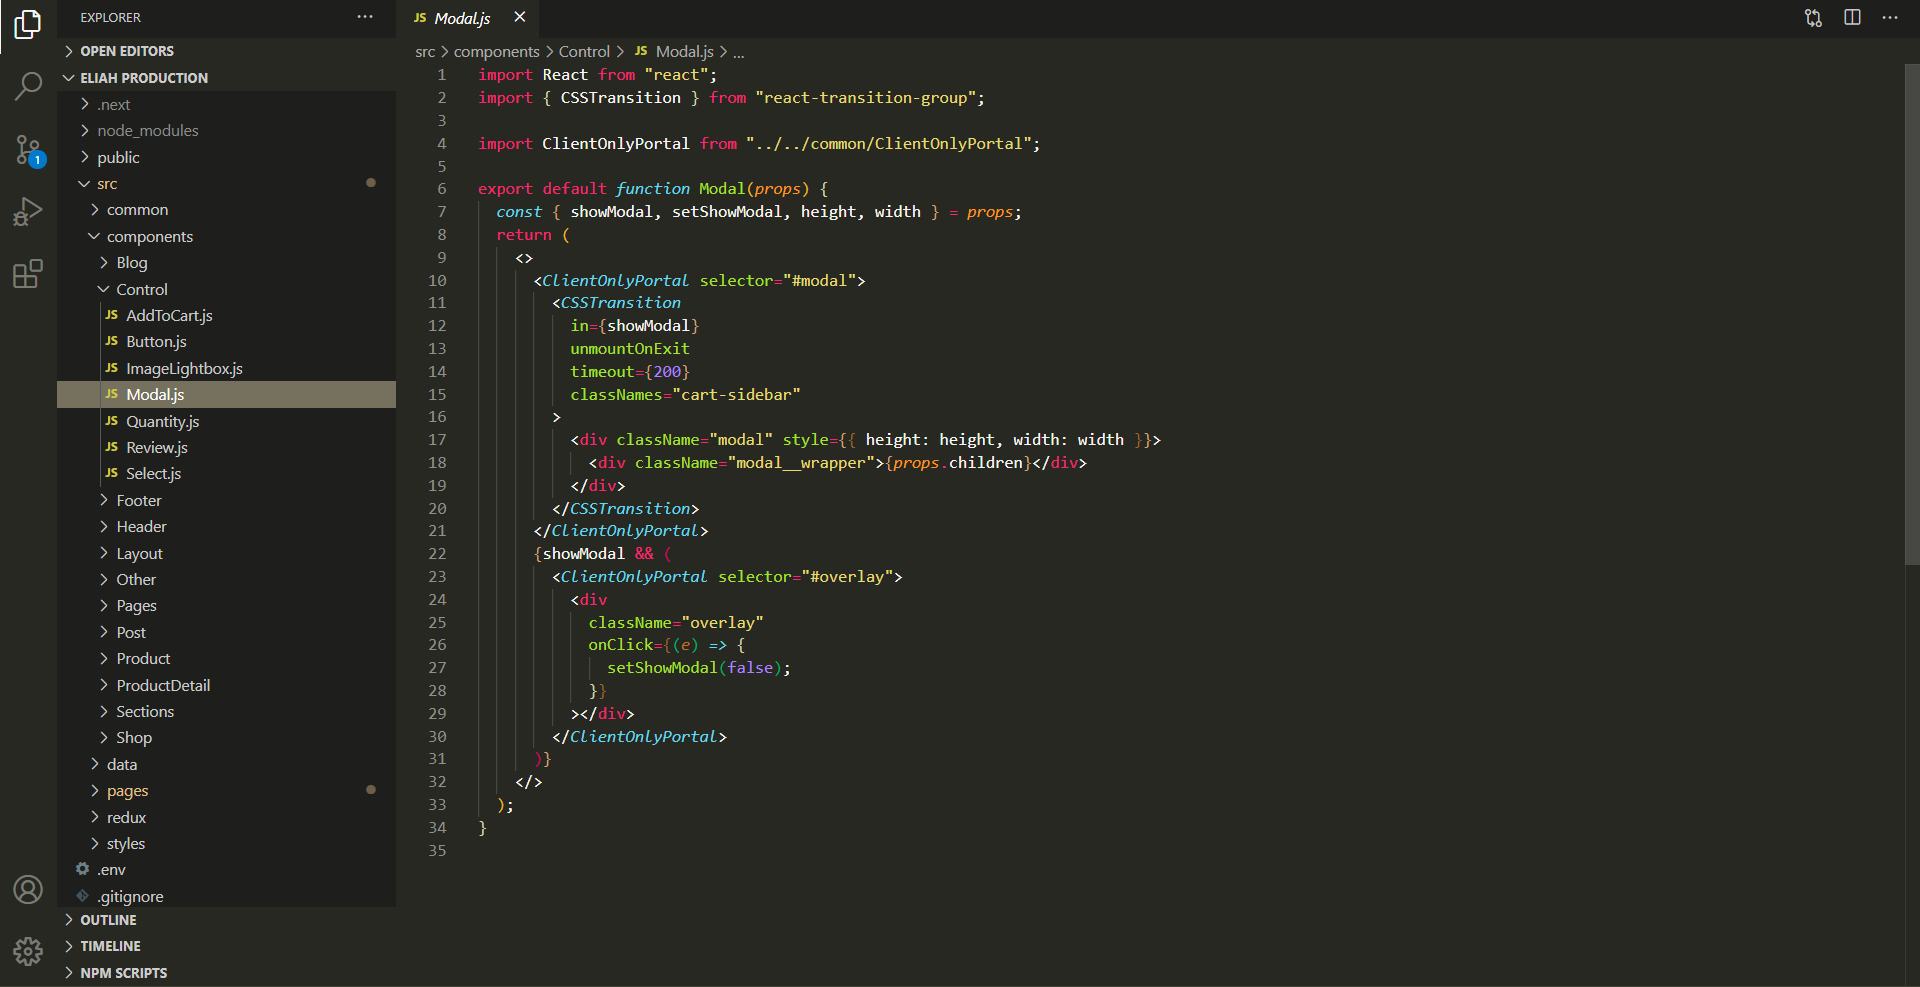 EXPLORER
OPEN EDITORS
ELIAH PRODUCTION
.next
node_modules
public
src
common
components
Blog
Control
JS AddToCart.js
JS Button.js
JS ImageLightbox.js
JS Modal.js
JS Quantity.js
JS Review.js
JS Select.js
Footer
Header
Layout
Other
Pages
Post
Product
ProductDetail
Sections
Shop
data
pages
redux
styles
.env
.gitignore
OUTLINE
TIMELINE
NPM SCRIPTS
1
JS Modal.js
src > components > Control > JS Modal.js > ...
1 import React from "react";
2 import { CSSTransition } from "react-transition-group";
3
4 import ClientOnlyPortal from "../../common/ClientOnlyPortal";
5
6 export default function Modal(props) {
7   const { showModal, setShowModal, height, width } = props;
8   return (
9     <>
10       <ClientOnlyPortal selector="#modal">
11         <CSSTransition
12           in={showModal}
13           unmountOnExit
14           timeout={200}
15           classNames="cart-sidebar"
16         >
17           <div className="modal" style={{ height: height, width: width }}>
18             <div className="modal__wrapper">{props.children}</div>
19           </div>
20         </CSSTransition>
21       </ClientOnlyPortal>
22       {showModal && (
23         <ClientOnlyPortal selector="#overlay">
24           <div
25             className="overlay"
26             onClick={(e) => {
27               setShowModal(false);
28             }}
29           ></div>
30         </ClientOnlyPortal>
31       )}
32     </>
33   );
34 }
35